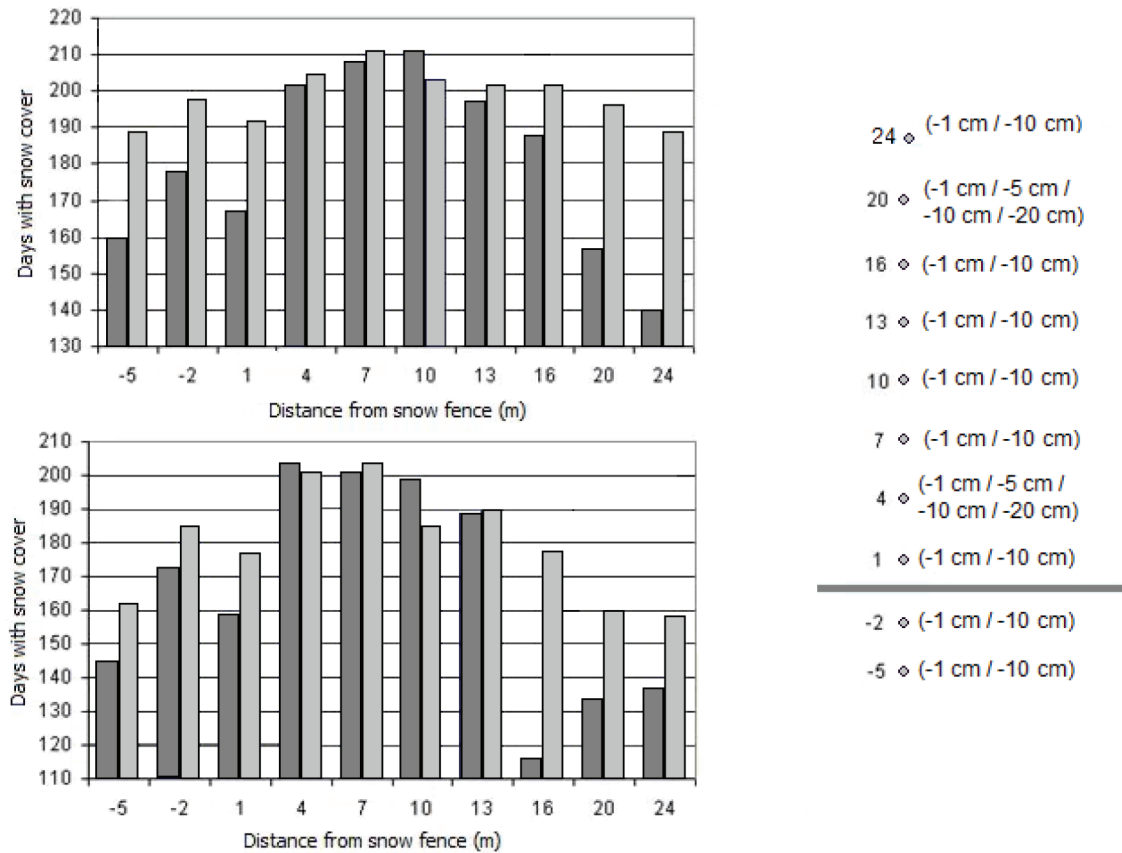 220
210
200
190
180
170
160
150
140
130
Days with snow cover
-5 -2 1 4 7 10 13 16 20 24
Distance from snow fence (m)
210
200
190
180
170
160
150
140
130
120
110
Days with snow cover
-5 -2 1 4 7 10 13 16 20 24
Distance from snow fence (m)
24 (-1 cm / -10 cm)
20 (-1 cm / -5 cm /
-10 cm / -20 cm)
16 (-1 cm / -10 cm)
13 (-1 cm / -10 cm)
10 (-1 cm / -10 cm)
7 (-1 cm / -10 cm)
4 (-1 cm / -5 cm /
-10 cm / -20 cm)
1 (-1 cm / -10 cm)
-2 (-1 cm / -10 cm)
-5 (-1 cm / -10 cm)